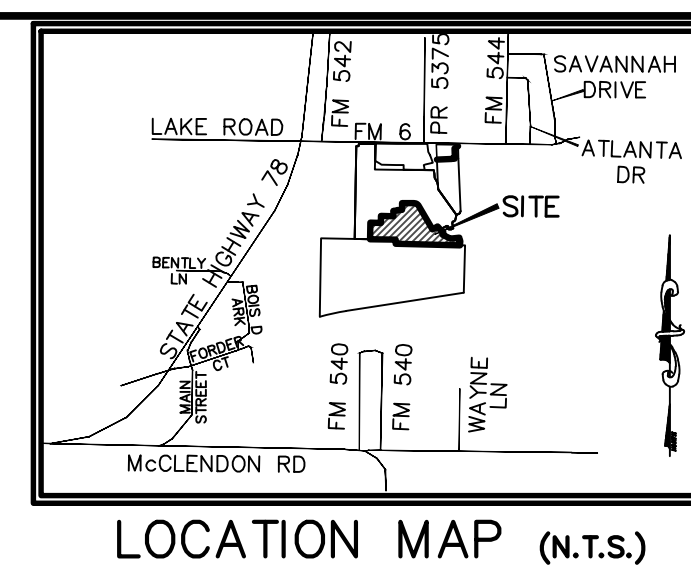 FM 542
PR 5375
FM 544
SAVANNAH
DRIVE
LAKE ROAD
FM 6
ATLANTA
DR
SITE
STATE HIGHWAY 78
BENTLY
LN
BOIS D
ARK
FORDER
CT
MAIN
STREET
FM 540
FM 540
WAYNE
LN
McCLENDON RD
LOCATION MAP (N.T.S.)